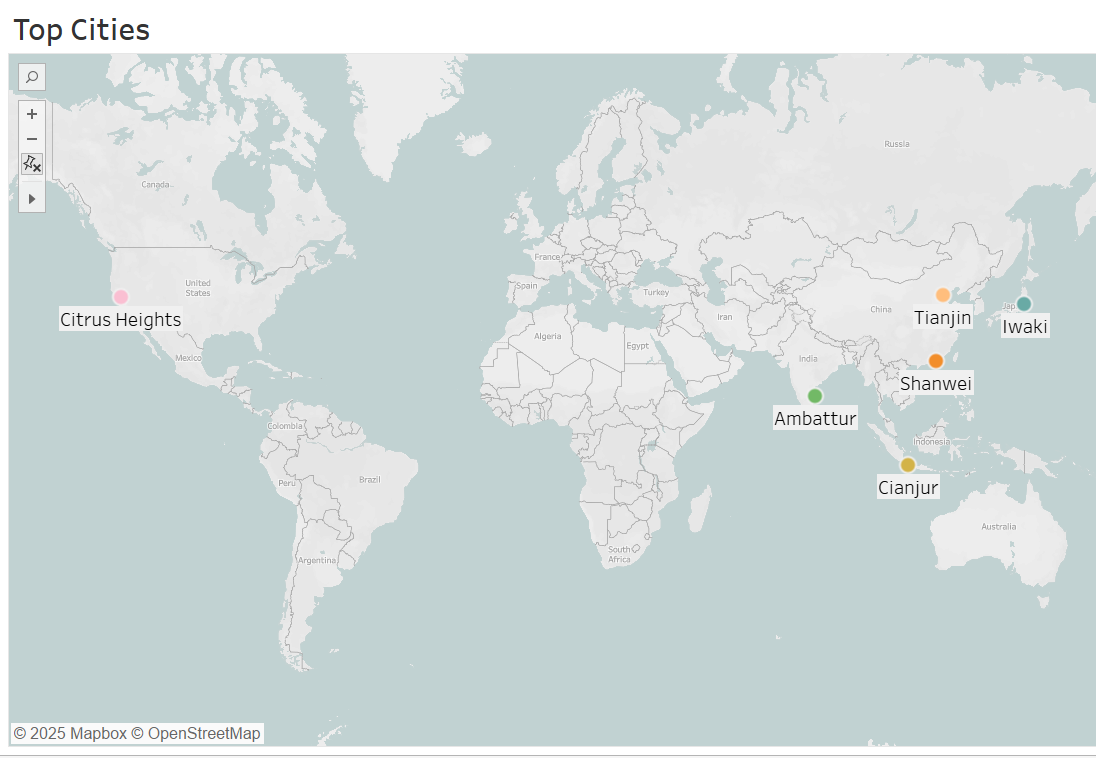 Top Cities
Russia
Canada
France
United
States
Spain
Turkey
China
Jap
Citrus Heights
Iran
Tianjin
Iwaki
Algeria
Egypt
Mexico
India
Shanwei
Ambattur
Colombia
Indonesia
Peru
Brazil
Cianjur
Australia
South
Africa
Argentina
© 2025 Mapbox © OpenStreetMap